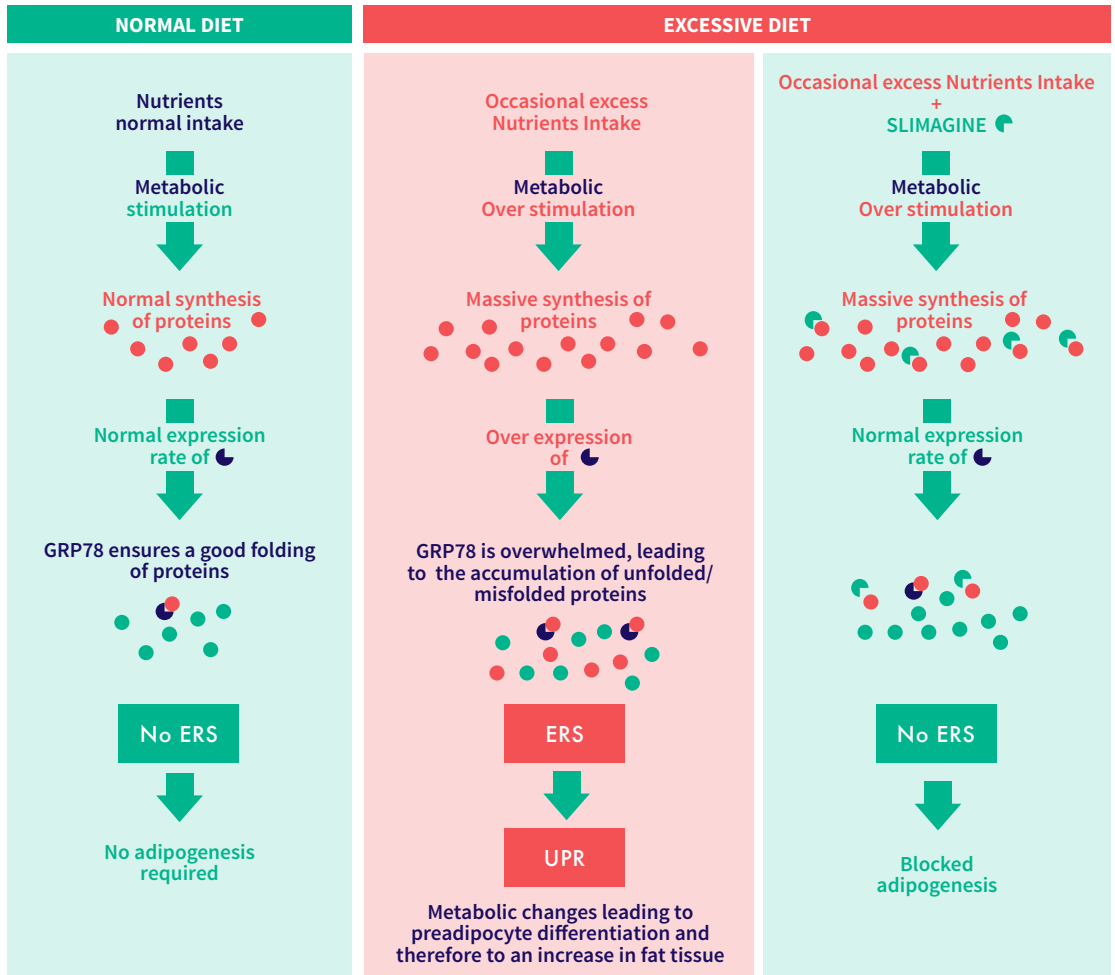 NORMAL DIET
Nutrients
normal intake
Metabolic
stimulation
Normal synthesis
of proteins
Normal expression
rate of
GRP78 ensures a good folding
of proteins
No ERS
No adipogenesis
required
EXCESSIVE DIET
Occasional excess
Nutrients Intake
Metabolic
Over stimulation
Massive synthesis of
proteins
Over expression
of
GRP78 is overwhelmed, leading
to the accumulation of unfolded/
misfolded proteins
ERS
UPR
Metabolic changes leading to
preadipocyte differentiation and
therefore to an increase in fat tissue
Occasional excess Nutrients Intake
+
SLIMAGINE
Metabolic
Over stimulation
Massive synthesis of
proteins
Normal expression
rate of
No ERS
Blocked
adipogenesis